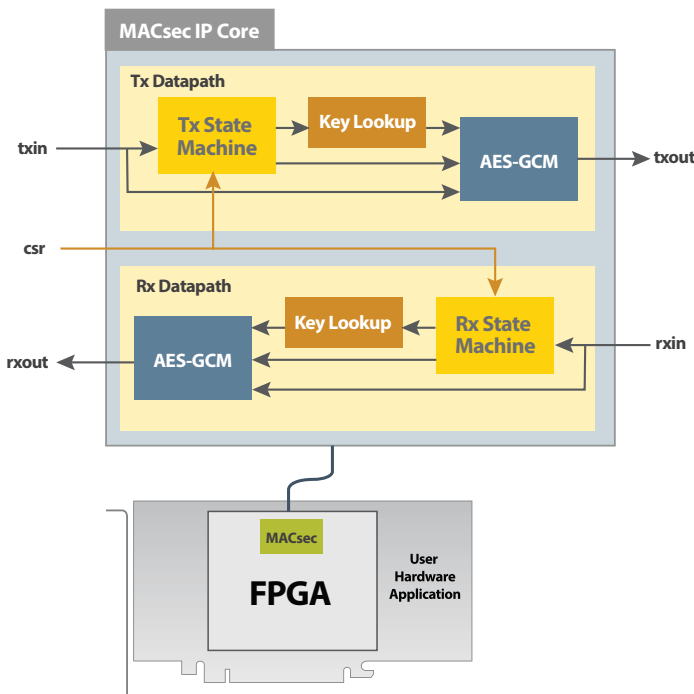 MACsec IP Core
Tx Datapath
Tx State
Machine
Key Lookup
AES-GCM
txin
txout
csr
Rx Datapath
AES-GCM
Key Lookup
Rx State
Machine
rxin
rxout
MACsec
FPGA
User
Hardware
Application